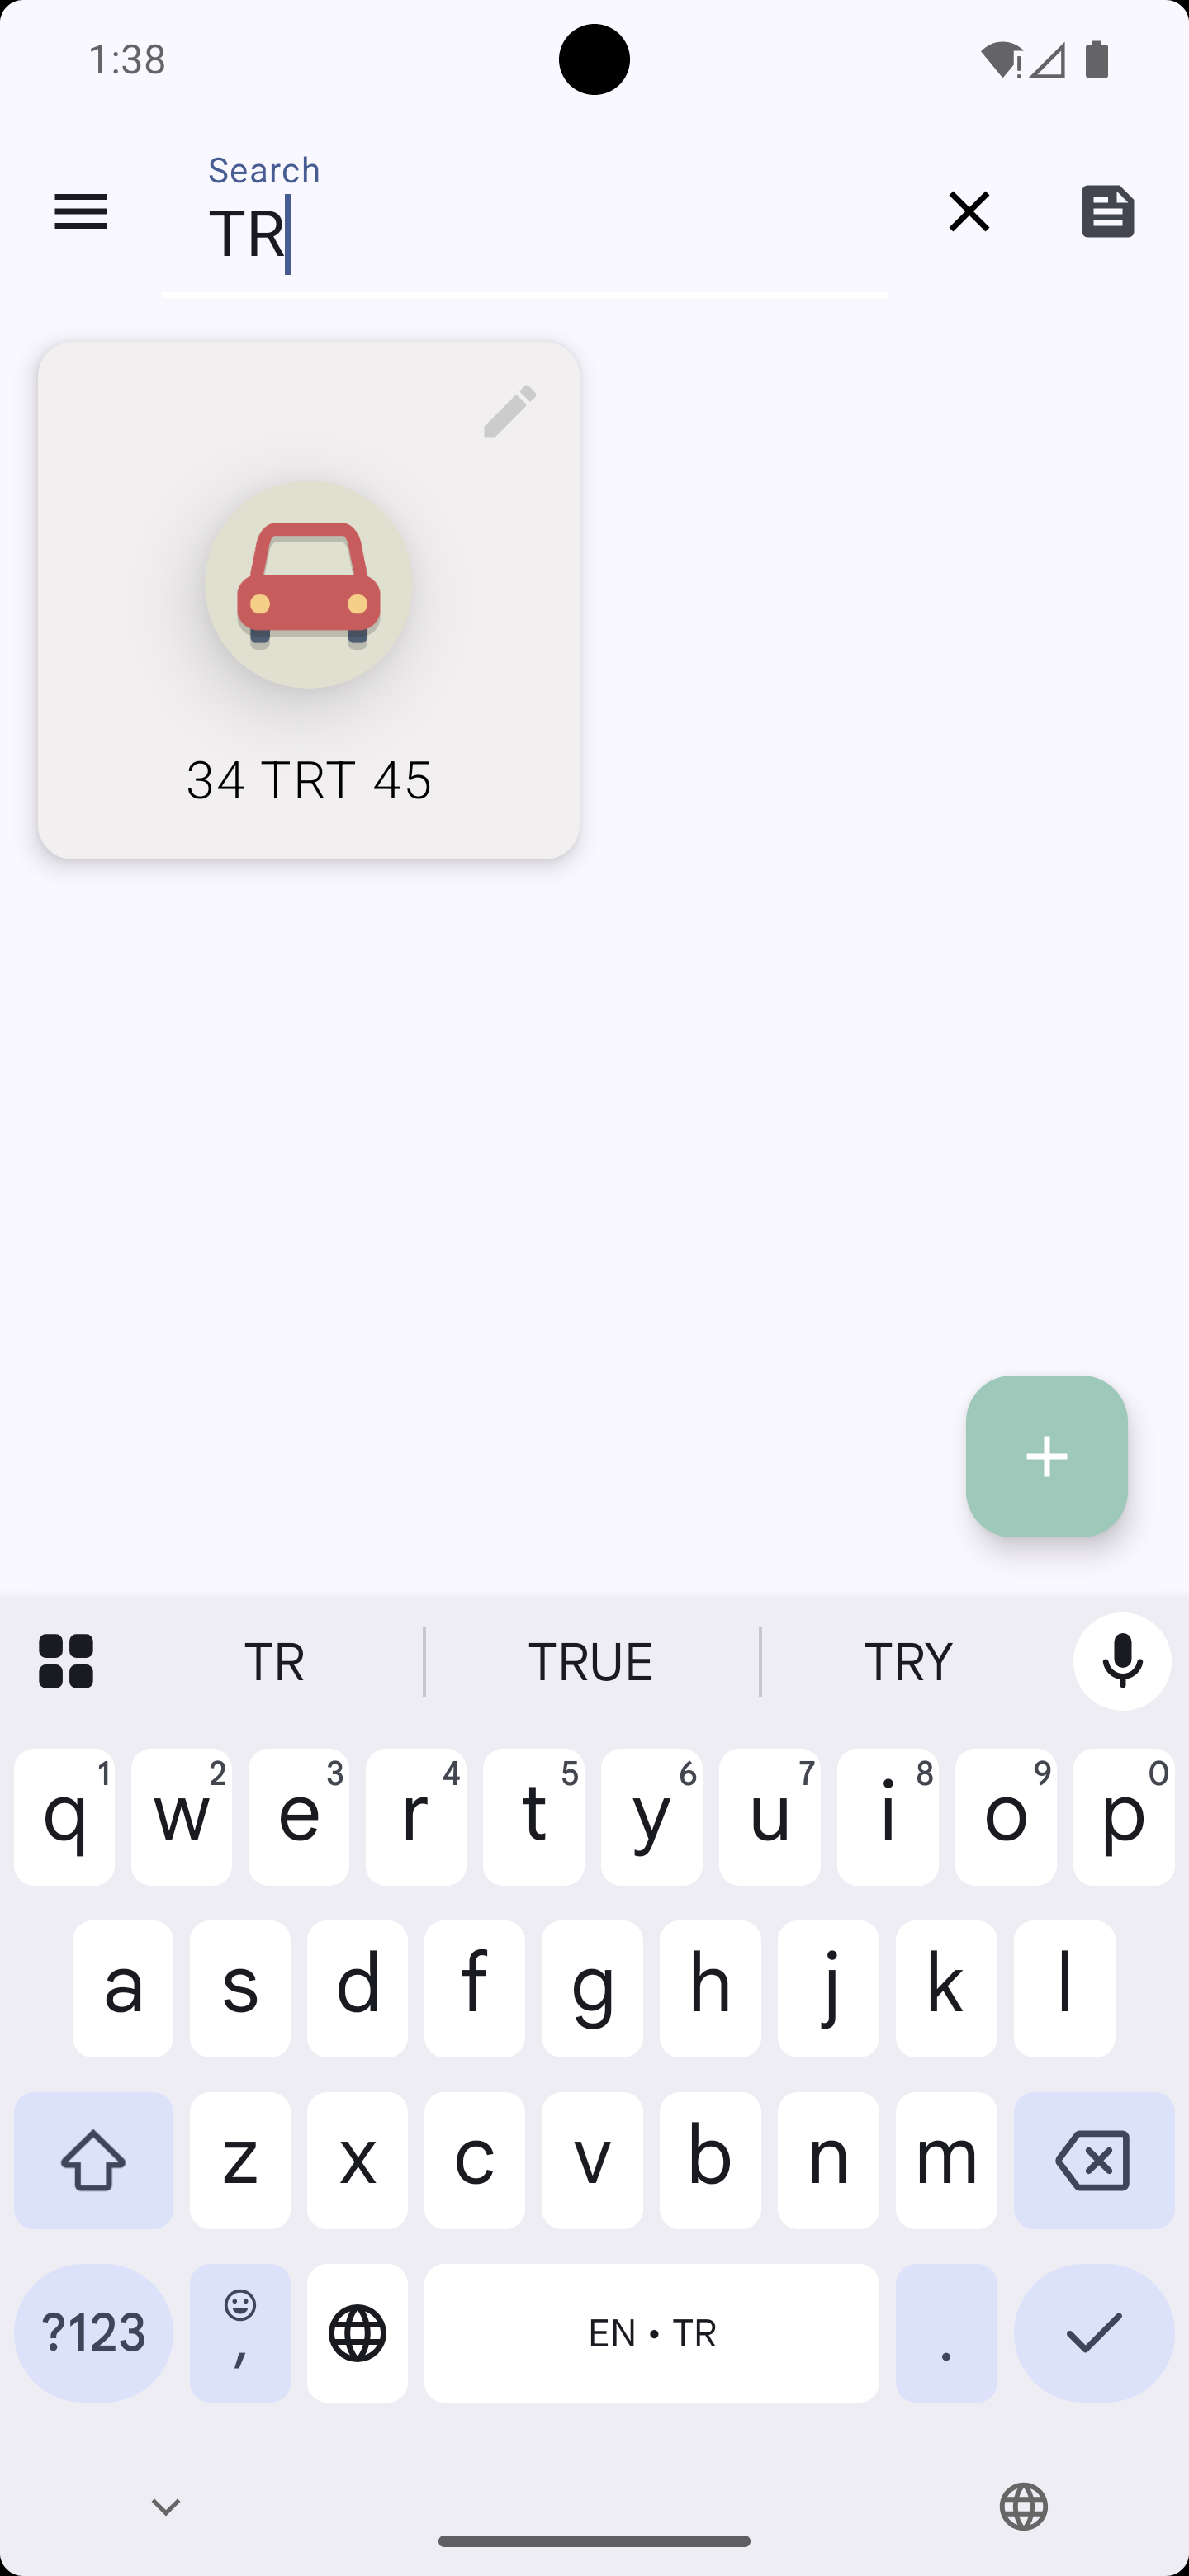 1:38
Search
TR
34 TRT 45
TR TRUE TRY
q1 w2 e3 r4 t5 y6 u7 i8 o9 p0
a s d f g h j k l
z x c v b n m
?123 , EN • TR .